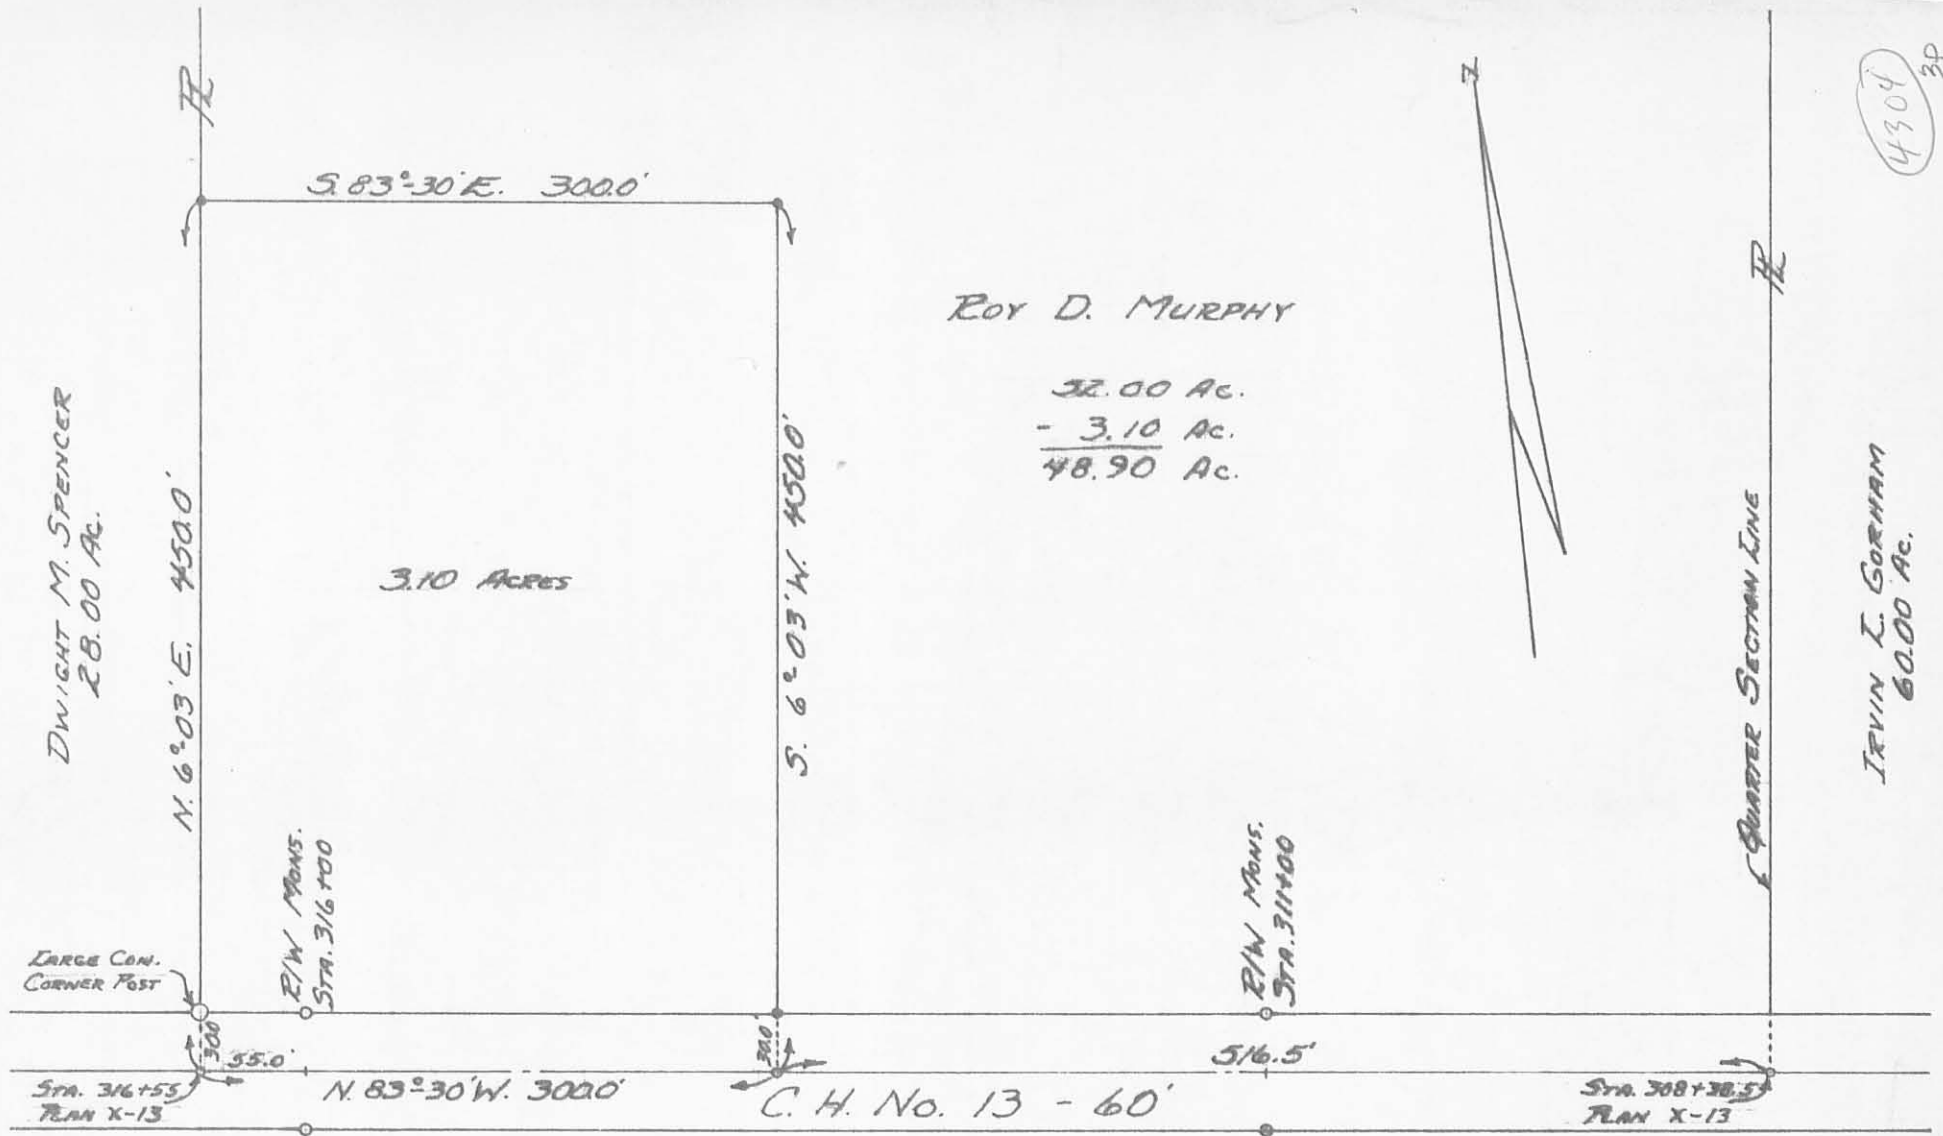 4304
3P
PL
S. 83°-30' E. 300.0'
PL
ROY D. MURPHY
52.00 AC.
- 3.10 AC.
48.90 AC.
DWIGHT M. SPENCER
28.00 AC.
N. 6°-03' E. 450.0'
3.10 ACRES
S. 6°-03' W. 450.0'
QUARTER SECTION LINE
IRVIN L. GORHAM
60.00 AC.
LARGE CON.
CORNER POST
R/W MONS.
STA. 316+00
R/W MONS.
STA. 311+00
30.0'
55.0'
30.0'
516.5'
STA. 316+55
PLAN X-13
N. 83°-30' W. 300.0'
C. H. No. 13 - 60'
STA. 308+38.5
PLAN X-13